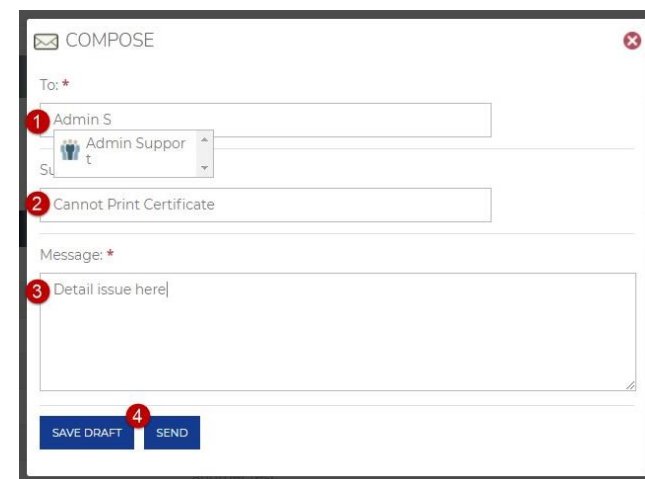 COMPOSE
To: *
1 Admin S
Admin Suppor
t
Su
2 Cannot Print Certificate
Message: *
3 Detail issue here
4
SAVE DRAFT SEND